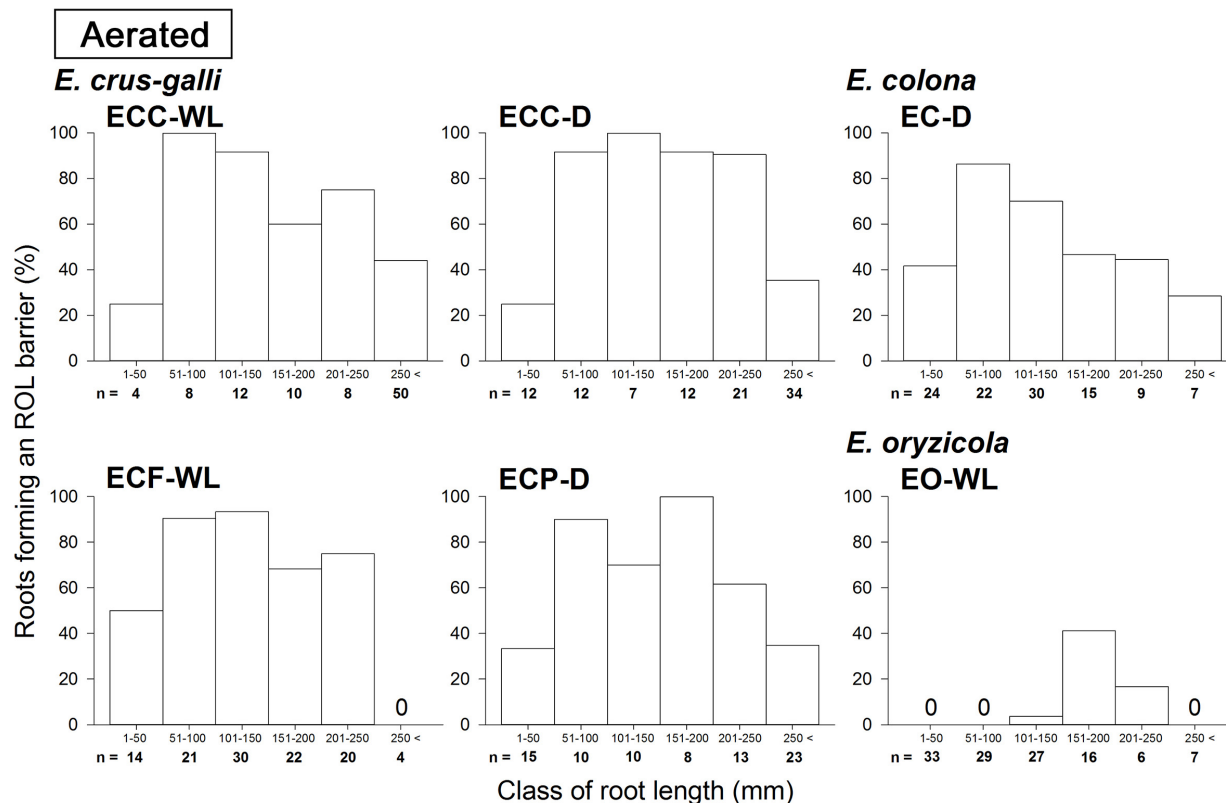 Aerated
E. crus-galli
E. colona
ECC-WL
ECC-D
EC-D
Roots forming an ROL barrier (%)
100
80
60
40
20
0
1-50 51-100 101-150 151-200 201-250 250 <
n = 4 8 12 10 8 50
100
80
60
40
20
0
1-50 51-100 101-150 151-200 201-250 250 <
n = 12 12 7 12 21 34
100
80
60
40
20
0
1-50 51-100 101-150 151-200 201-250 250 <
n = 24 22 30 15 9 7
E. oryzicola
ECF-WL
ECP-D
EO-WL
100
80
60
40
20
0
0
1-50 51-100 101-150 151-200 201-250 250 <
n = 14 21 30 22 20 4
100
80
60
40
20
0
1-50 51-100 101-150 151-200 201-250 250 <
n = 15 10 10 8 13 23
100
80
60
40
20
0
0 0 0
1-50 51-100 101-150 151-200 201-250 250 <
n = 33 29 27 16 6 7
Class of root length (mm)